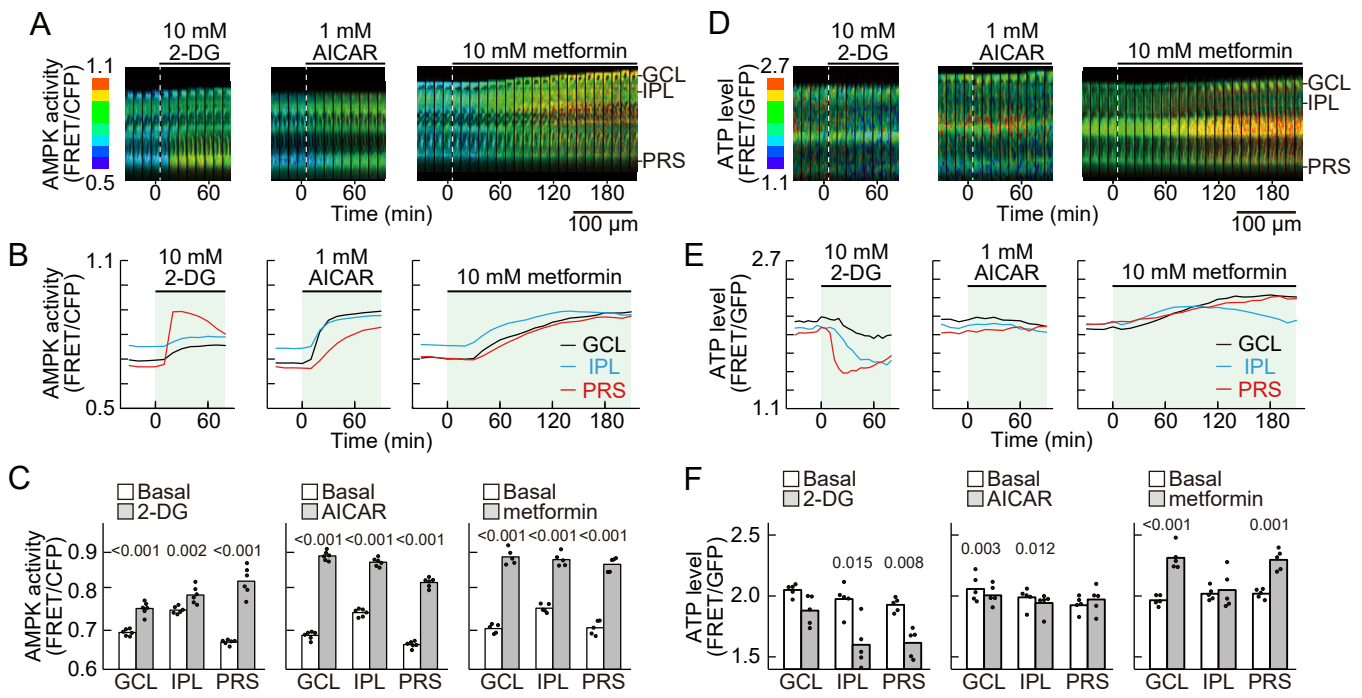 A
10 mM
2-DG
1 mM
AICAR
10 mM metformin
AMPK activity
(FRET/CFP)
1.1
0.5
GCL
IPL
PRS
0 60
0 60
0 60 120 180
Time (min)
Time (min)
100 µm
D
10 mM
2-DG
1 mM
AICAR
10 mM metformin
ATP level
(FRET/GFP)
2.7
1.1
GCL
IPL
PRS
0 60
0 60
0 60 120 180
Time (min)
Time (min)
100 µm
B
10 mM
2-DG
1 mM
AICAR
10 mM metformin
AMPK activity
(FRET/CFP)
1.1
0.5
GCL
IPL
PRS
0 60
0 60
0 60 120 180
Time (min)
Time (min)
E
10 mM
2-DG
1 mM
AICAR
10 mM metformin
ATP level
(FRET/GFP)
2.7
1.1
GCL
IPL
PRS
0 60
0 60
0 60 120 180
Time (min)
Time (min)
C
Basal
2-DG
Basal
AICAR
Basal
metformin
AMPK activity
(FRET/CFP)
0.9
0.8
0.7
0.6
<0.001 0.002 <0.001
<0.001 <0.001 <0.001
<0.001 <0.001 <0.001
GCL IPL PRS
GCL IPL PRS
GCL IPL PRS
F
Basal
2-DG
Basal
AICAR
Basal
metformin
ATP level
(FRET/GFP)
2.5
2.0
1.5
0.015 0.008
0.003 0.012
<0.001 0.001
GCL IPL PRS
GCL IPL PRS
GCL IPL PRS